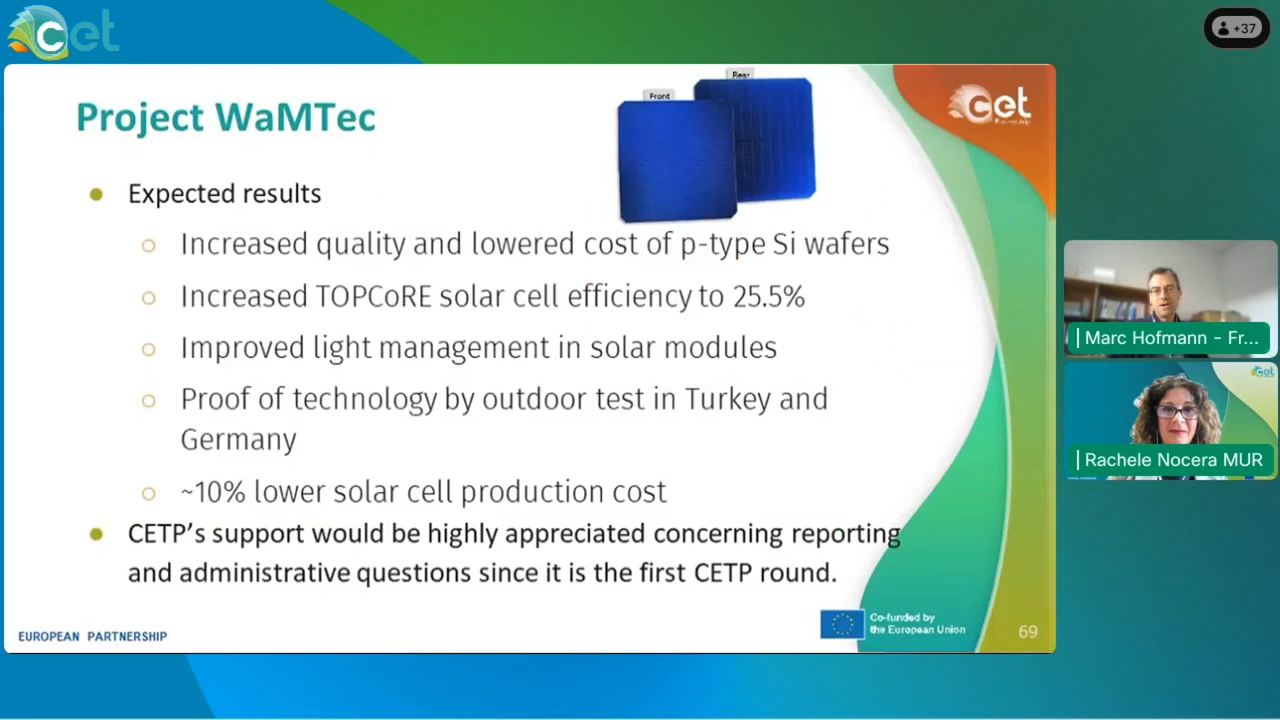 cet
+37
Rear
Front
cet
Partnership
Project WaMTec
Expected results
Increased quality and lowered cost of p-type Si wafers
Increased TOPCoRE solar cell efficiency to 25.5%
Improved light management in solar modules
Proof of technology by outdoor test in Turkey and
Germany
~10% lower solar cell production cost
CETP’s support would be highly appreciated concerning reporting
and administrative questions since it is the first CETP round.
EUROPEAN PARTNERSHIP
Co-funded by
the European Union
69
Marc Hofmann - Fr...
cet
Rachele Nocera MUR